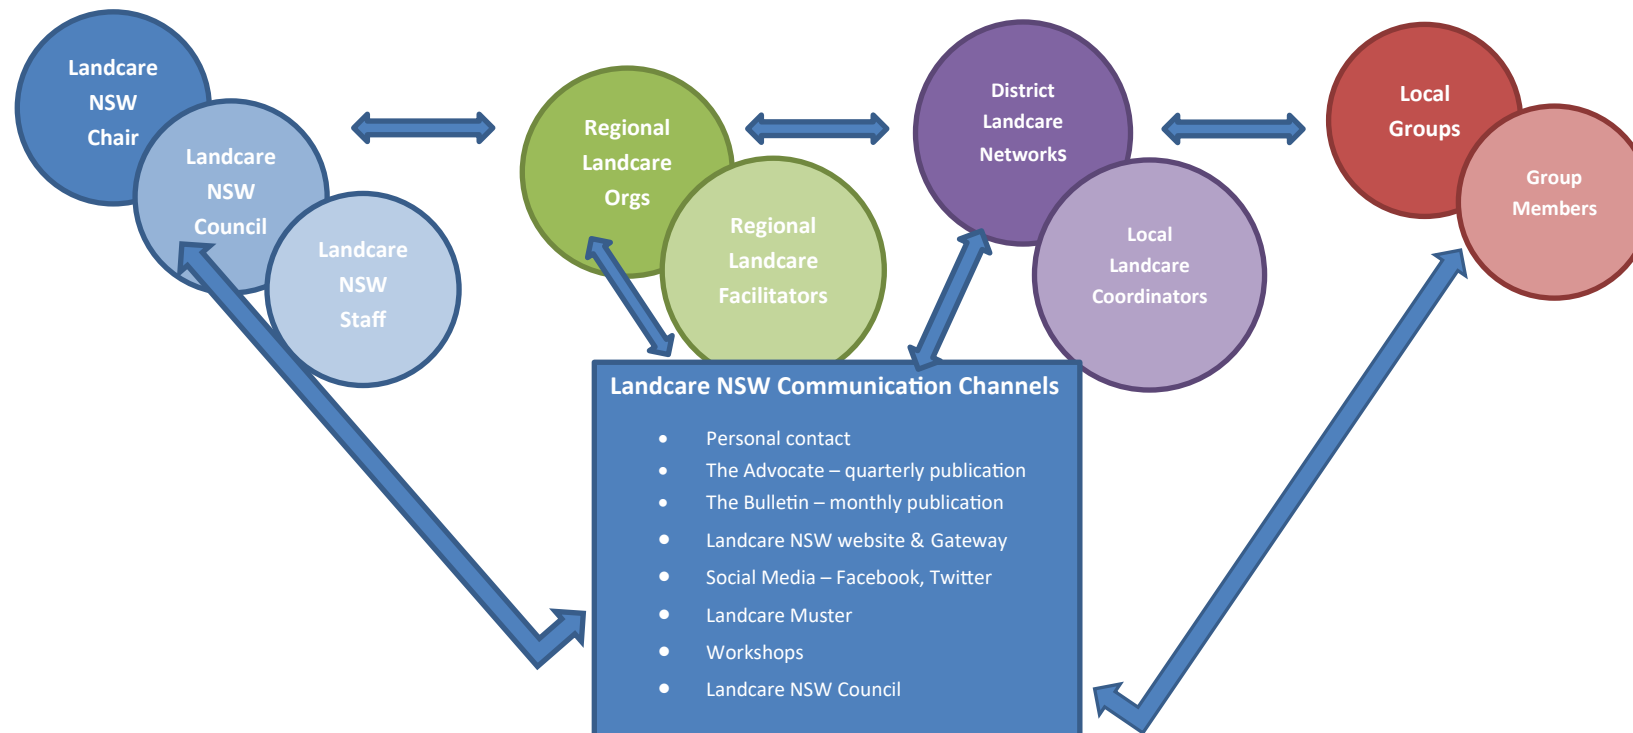 Landcare
NSW
Chair
Landcare
NSW
Council
Landcare
NSW
Staff
Regional
Landcare
Orgs
Regional
Landcare
Facilitators
District
Landcare
Networks
Local
Landcare
Coordinators
Local
Groups
Group
Members
Landcare NSW Communication Channels
• Personal contact
• The Advocate – quarterly publication
• The Bulletin – monthly publication
• Landcare NSW website & Gateway
• Social Media – Facebook, Twitter
• Landcare Muster
• Workshops
• Landcare NSW Council